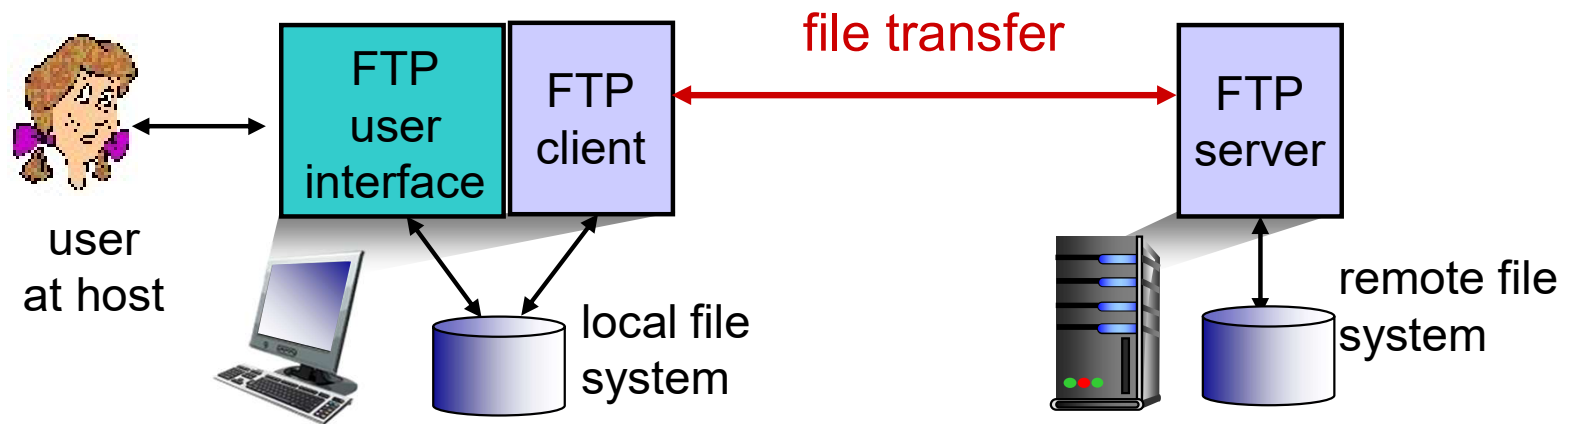 file transfer
FTP
user
interface
FTP
client
FTP
server
user
at host
local file
system
remote file
system